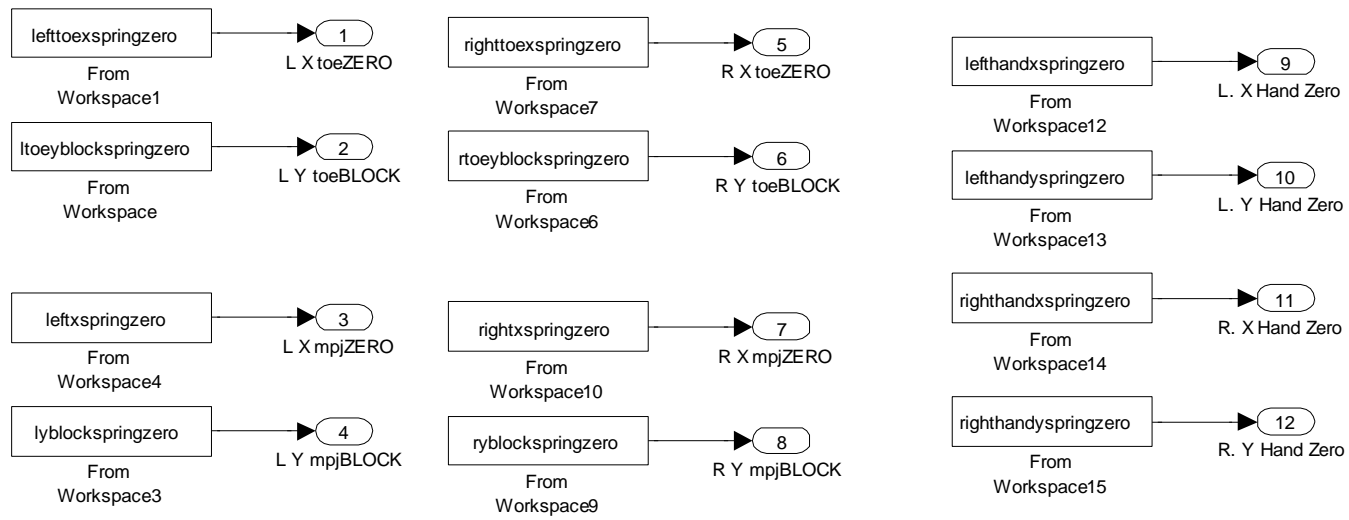 lefttoexspringzero
1
L X toeZERO
From
Workspace1
ltoeyblockspringzero
2
L Y toeBLOCK
From
Workspace
leftxspringzero
3
L X mpjZERO
From
Workspace4
lyblockspringzero
4
L Y mpjBLOCK
From
Workspace3
righttoexspringzero
5
R X toeZERO
From
Workspace7
rtoeyblockspringzero
6
R Y toeBLOCK
From
Workspace6
rightxspringzero
7
R X mpjZERO
From
Workspace10
ryblockspringzero
8
R Y mpjBLOCK
From
Workspace9
lefthandxspringzero
9
L. X Hand Zero
From
Workspace12
lefthandyspringzero
10
L. Y Hand Zero
From
Workspace13
righthandxspringzero
11
R. X Hand Zero
From
Workspace14
righthandyspringzero
12
R. Y Hand Zero
From
Workspace15